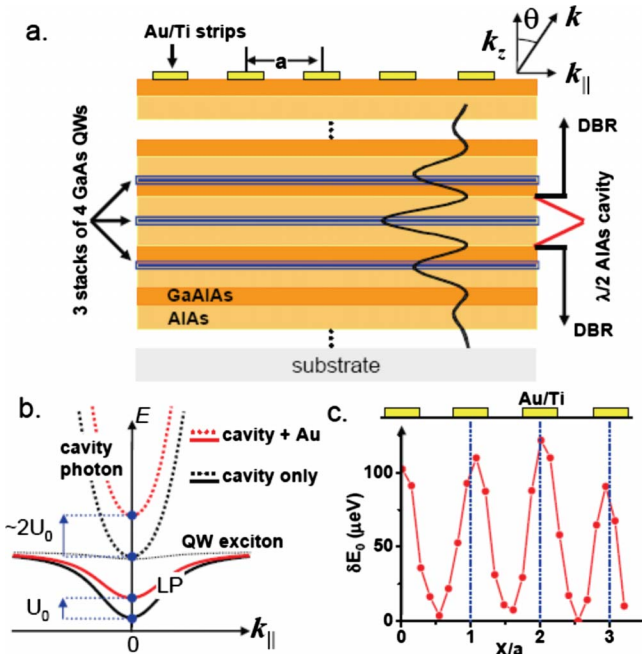 a.
Au/Ti strips
a
θ
k
k_z
k_||
3 stacks of 4 GaAs QWs
DBR
λ/2 AlAs cavity
GaAlAs
AlAs
DBR
substrate
b.
E
cavity
photon
cavity + Au
cavity only
~2U₀
QW exciton
LP
U₀
0
k_||
c.
Au/Ti
δE₀ (μeV)
100
50
0
0 1 2 3
X/a